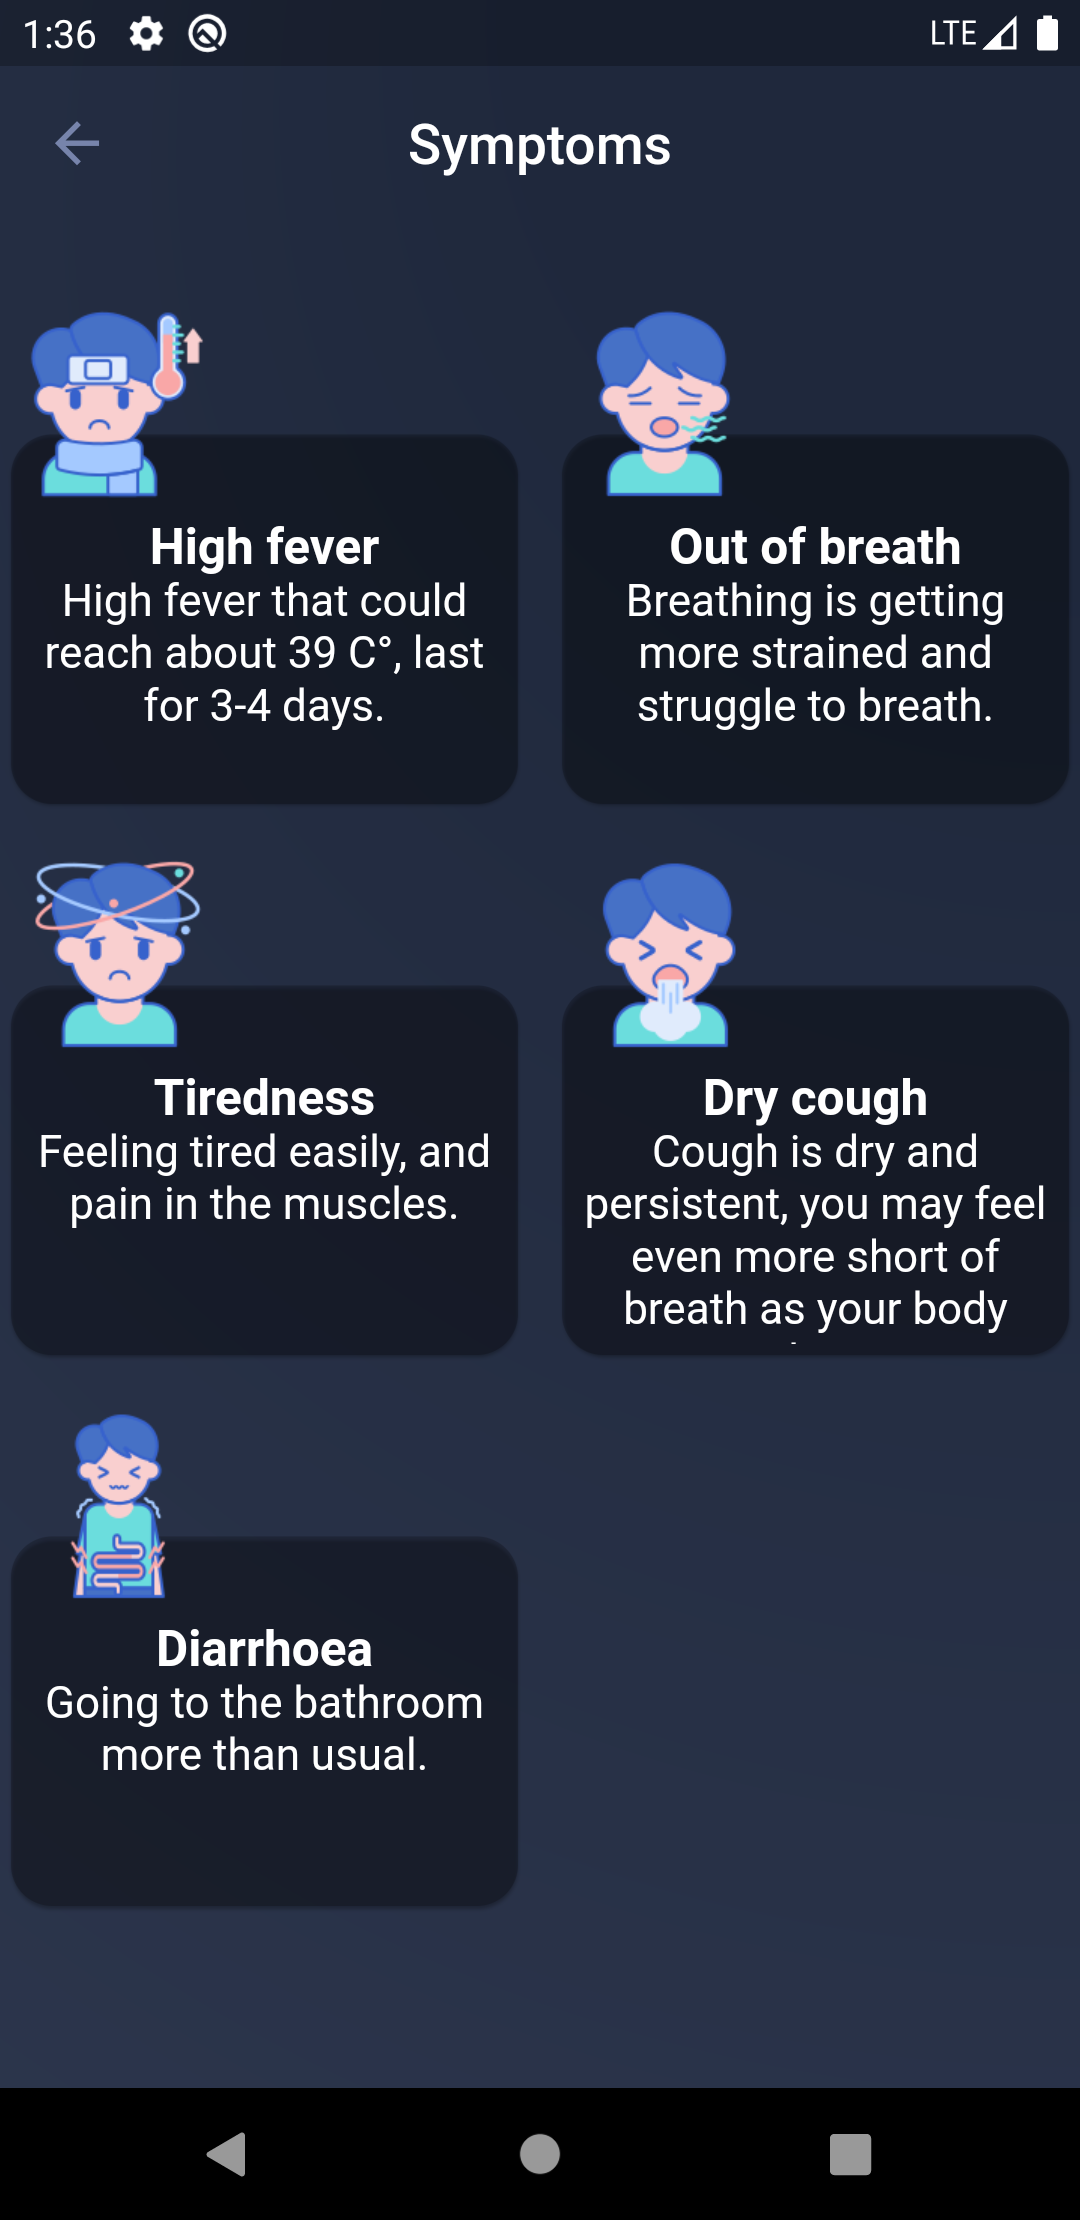 1:36
LTE
Symptoms
High fever
High fever that could
reach about 39 C°, last
for 3-4 days.
Out of breath
Breathing is getting
more strained and
struggle to breath.
Tiredness
Feeling tired easily, and
pain in the muscles.
Dry cough
Cough is dry and
persistent, you may feel
even more short of
breath as your body
Diarrhoea
Going to the bathroom
more than usual.